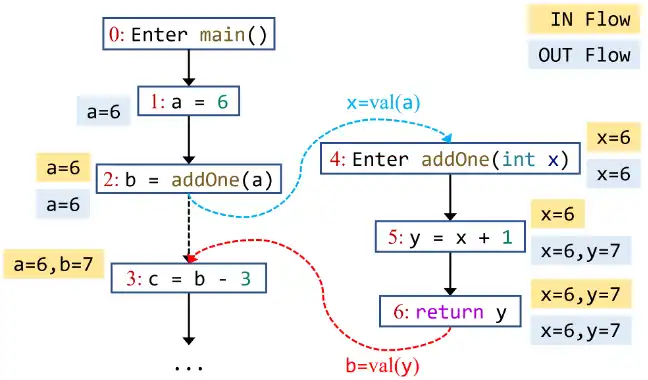 0: Enter main()
IN Flow
OUT Flow
1: a = 6
a=6
x=val(a)
4: Enter addOne(int x)
x=6
x=6
a=6
2: b = addOne(a)
a=6
x=6
5: y = x + 1
x=6,y=7
a=6,b=7
3: c = b - 3
x=6,y=7
6: return y
x=6,y=7
b=val(y)
...